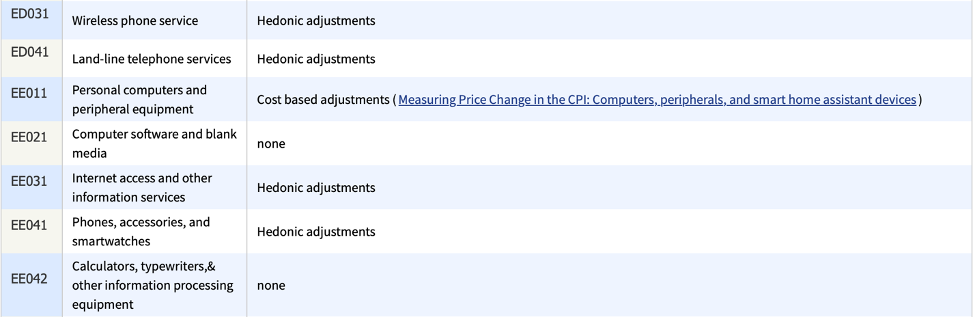 ED031 Wireless phone service Hedonic adjustments
ED041 Land-line telephone services Hedonic adjustments
EE011 Personal computers and peripheral equipment Cost based adjustments (Measuring Price Change in the CPI: Computers, peripherals, and smart home assistant devices)
EE021 Computer software and blank media none
EE031 Internet access and other information services Hedonic adjustments
EE041 Phones, accessories, and smartwatches Hedonic adjustments
EE042 Calculators, typewriters,& other information processing equipment none